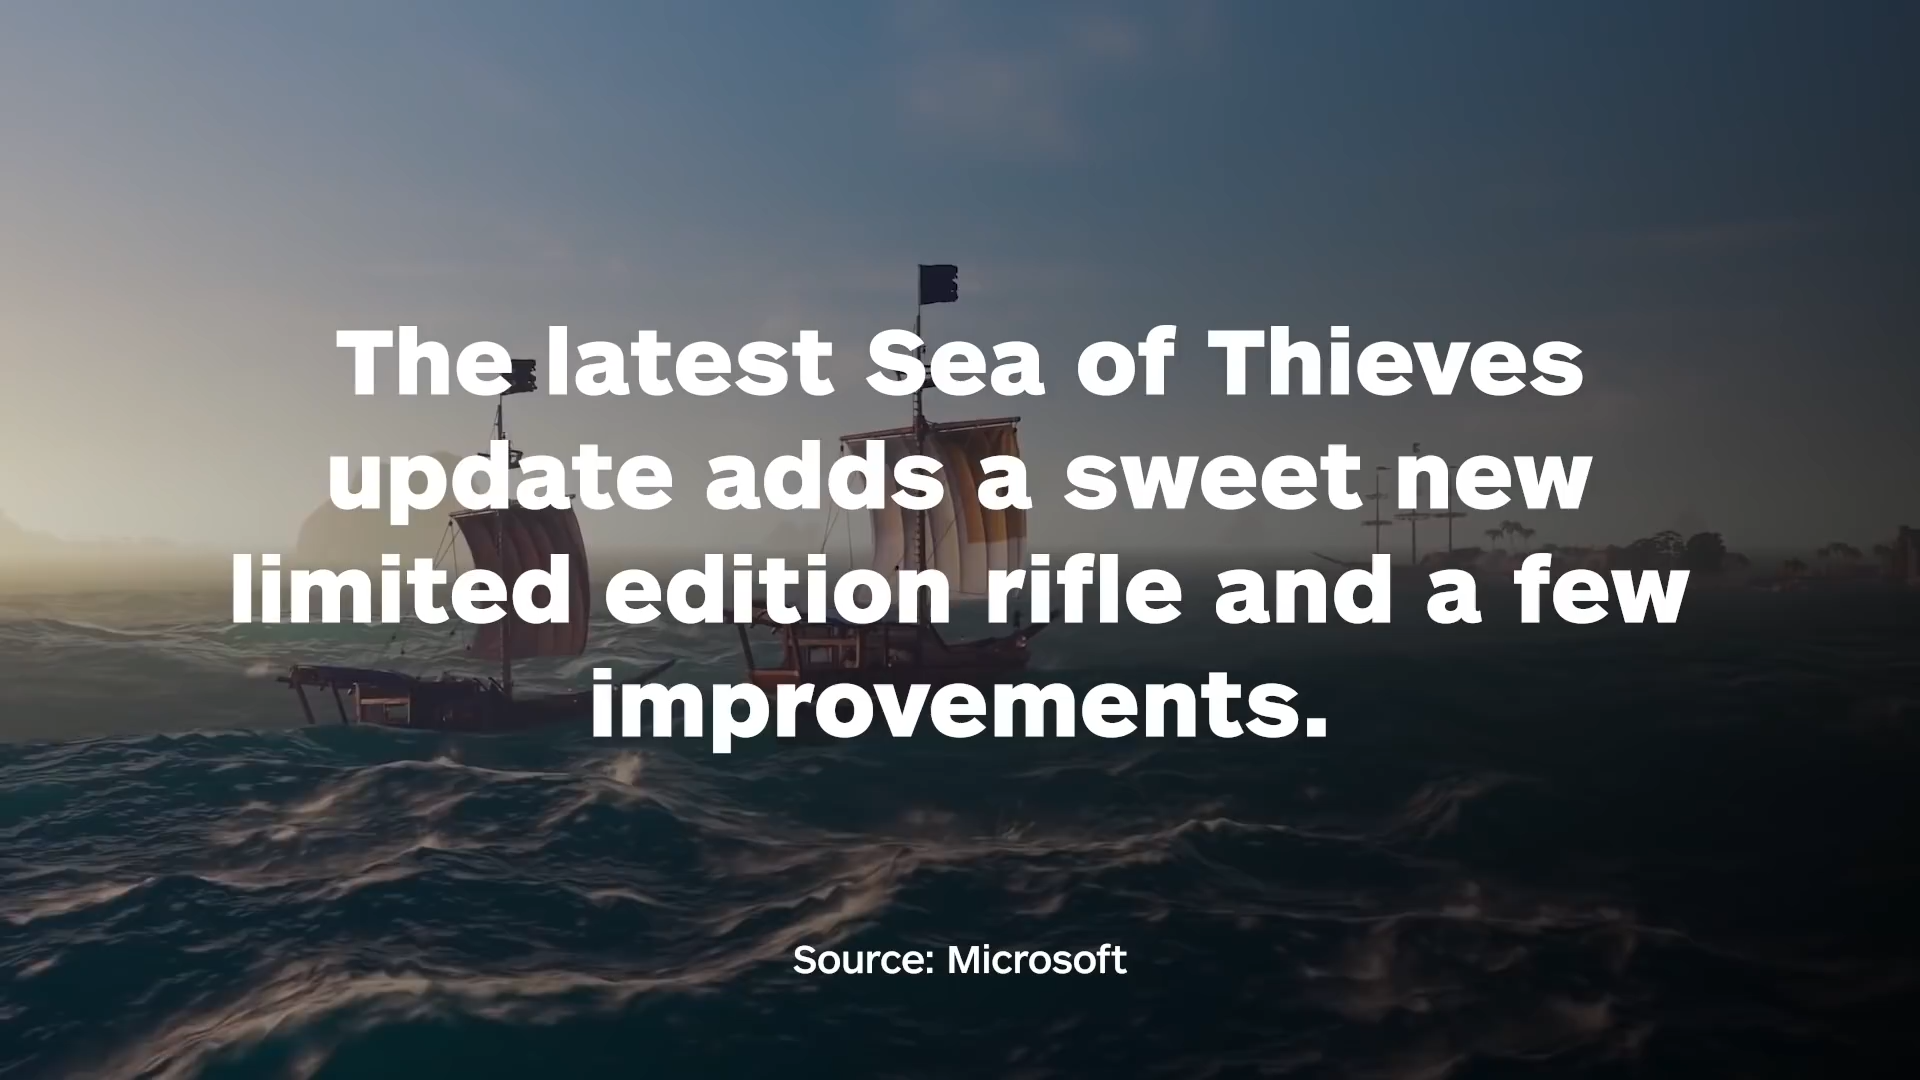 The latest Sea of Thieves
update adds a sweet new
limited edition rifle and a few
improvements.
Source: Microsoft